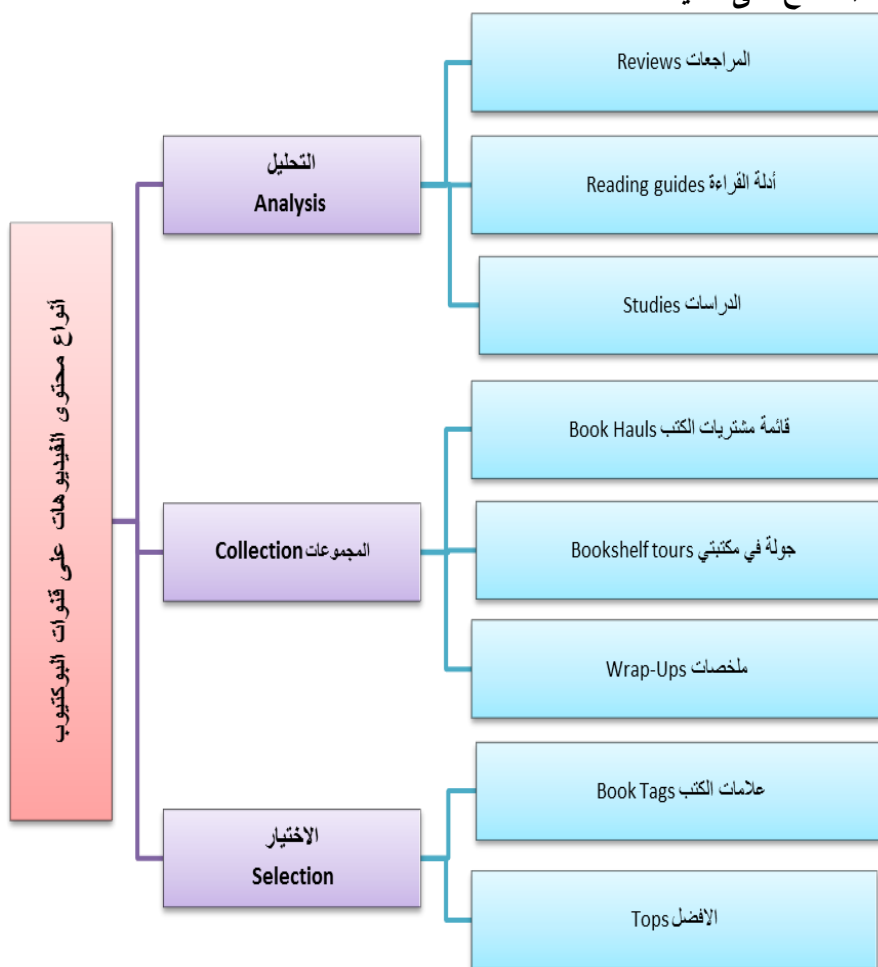 أنواع محتوى الفيديوهات على قنوات البوكتيوب
التحليل
Analysis
المراجعات Reviews
أدلة القراءة Reading guides
الدراسات Studies
المجموعات Collection
قائمة مشتريات الكتب Book Hauls
جولة في مكتبتي Bookshelf tours
ملخصات Wrap-Ups
الاختيار
Selection
علامات الكتب Book Tags
الافضل Tops